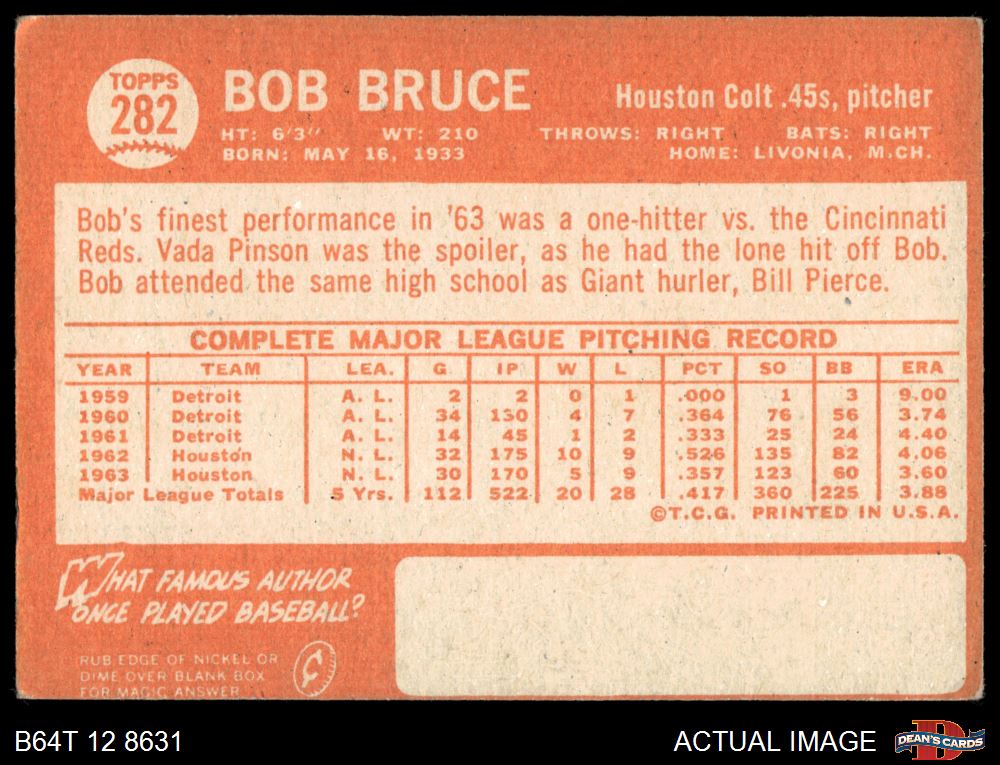 TOPPS
282
BOB BRUCE
Houston Colt .45s, pitcher
HT: 6'3" WT: 210 THROWS: RIGHT BATS: RIGHT
BORN: MAY 16, 1933 HOME: LIVONIA, M.CH.
Bob's finest performance in '63 was a one-hitter vs. the Cincinnati
Reds. Vada Pinson was the spoiler, as he had the lone hit off Bob.
Bob attended the same high school as Giant hurler, Bill Pierce.
COMPLETE MAJOR LEAGUE PITCHING RECORD
YEAR TEAM LEA. G IP W L PCT SO BB ERA
1959 Detroit A. L. 2 2 0 1 .000 1 3 9.00
1960 Detroit A. L. 34 130 4 7 .364 76 56 3.74
1961 Detroit A. L. 14 45 1 2 .333 25 24 4.40
1962 Houston N. L. 32 175 10 9 .526 135 82 4.06
1963 Houston N. L. 30 170 5 9 .357 123 60 3.60
Major League Totals 5 Yrs. 112 522 20 28 .417 360 225 3.88
©T.C.G. PRINTED IN U.S.A.
WHAT FAMOUS AUTHOR
ONCE PLAYED BASEBALL?
RUB EDGE OF NICKEL OR
DIME OVER BLANK BOX
FOR MAGIC ANSWER
¢
B64T 12 8631
ACTUAL IMAGE
DEAN'S CARDS